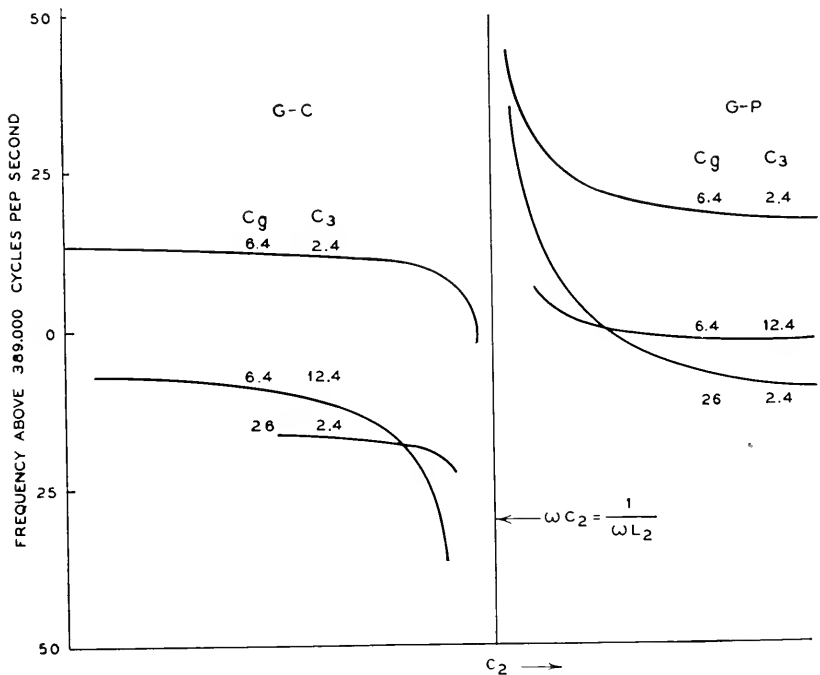 FREQUENCY ABOVE 389.000 CYCLES PEP SECOND
50
25
0
25
50
G-C
Cg C3
6.4 2.4
6.4 12.4
26 2.4
G-P
Cg C3
6.4 2.4
6.4 12.4
26 2.4
ωC2 = 1/ωL2
C2 →